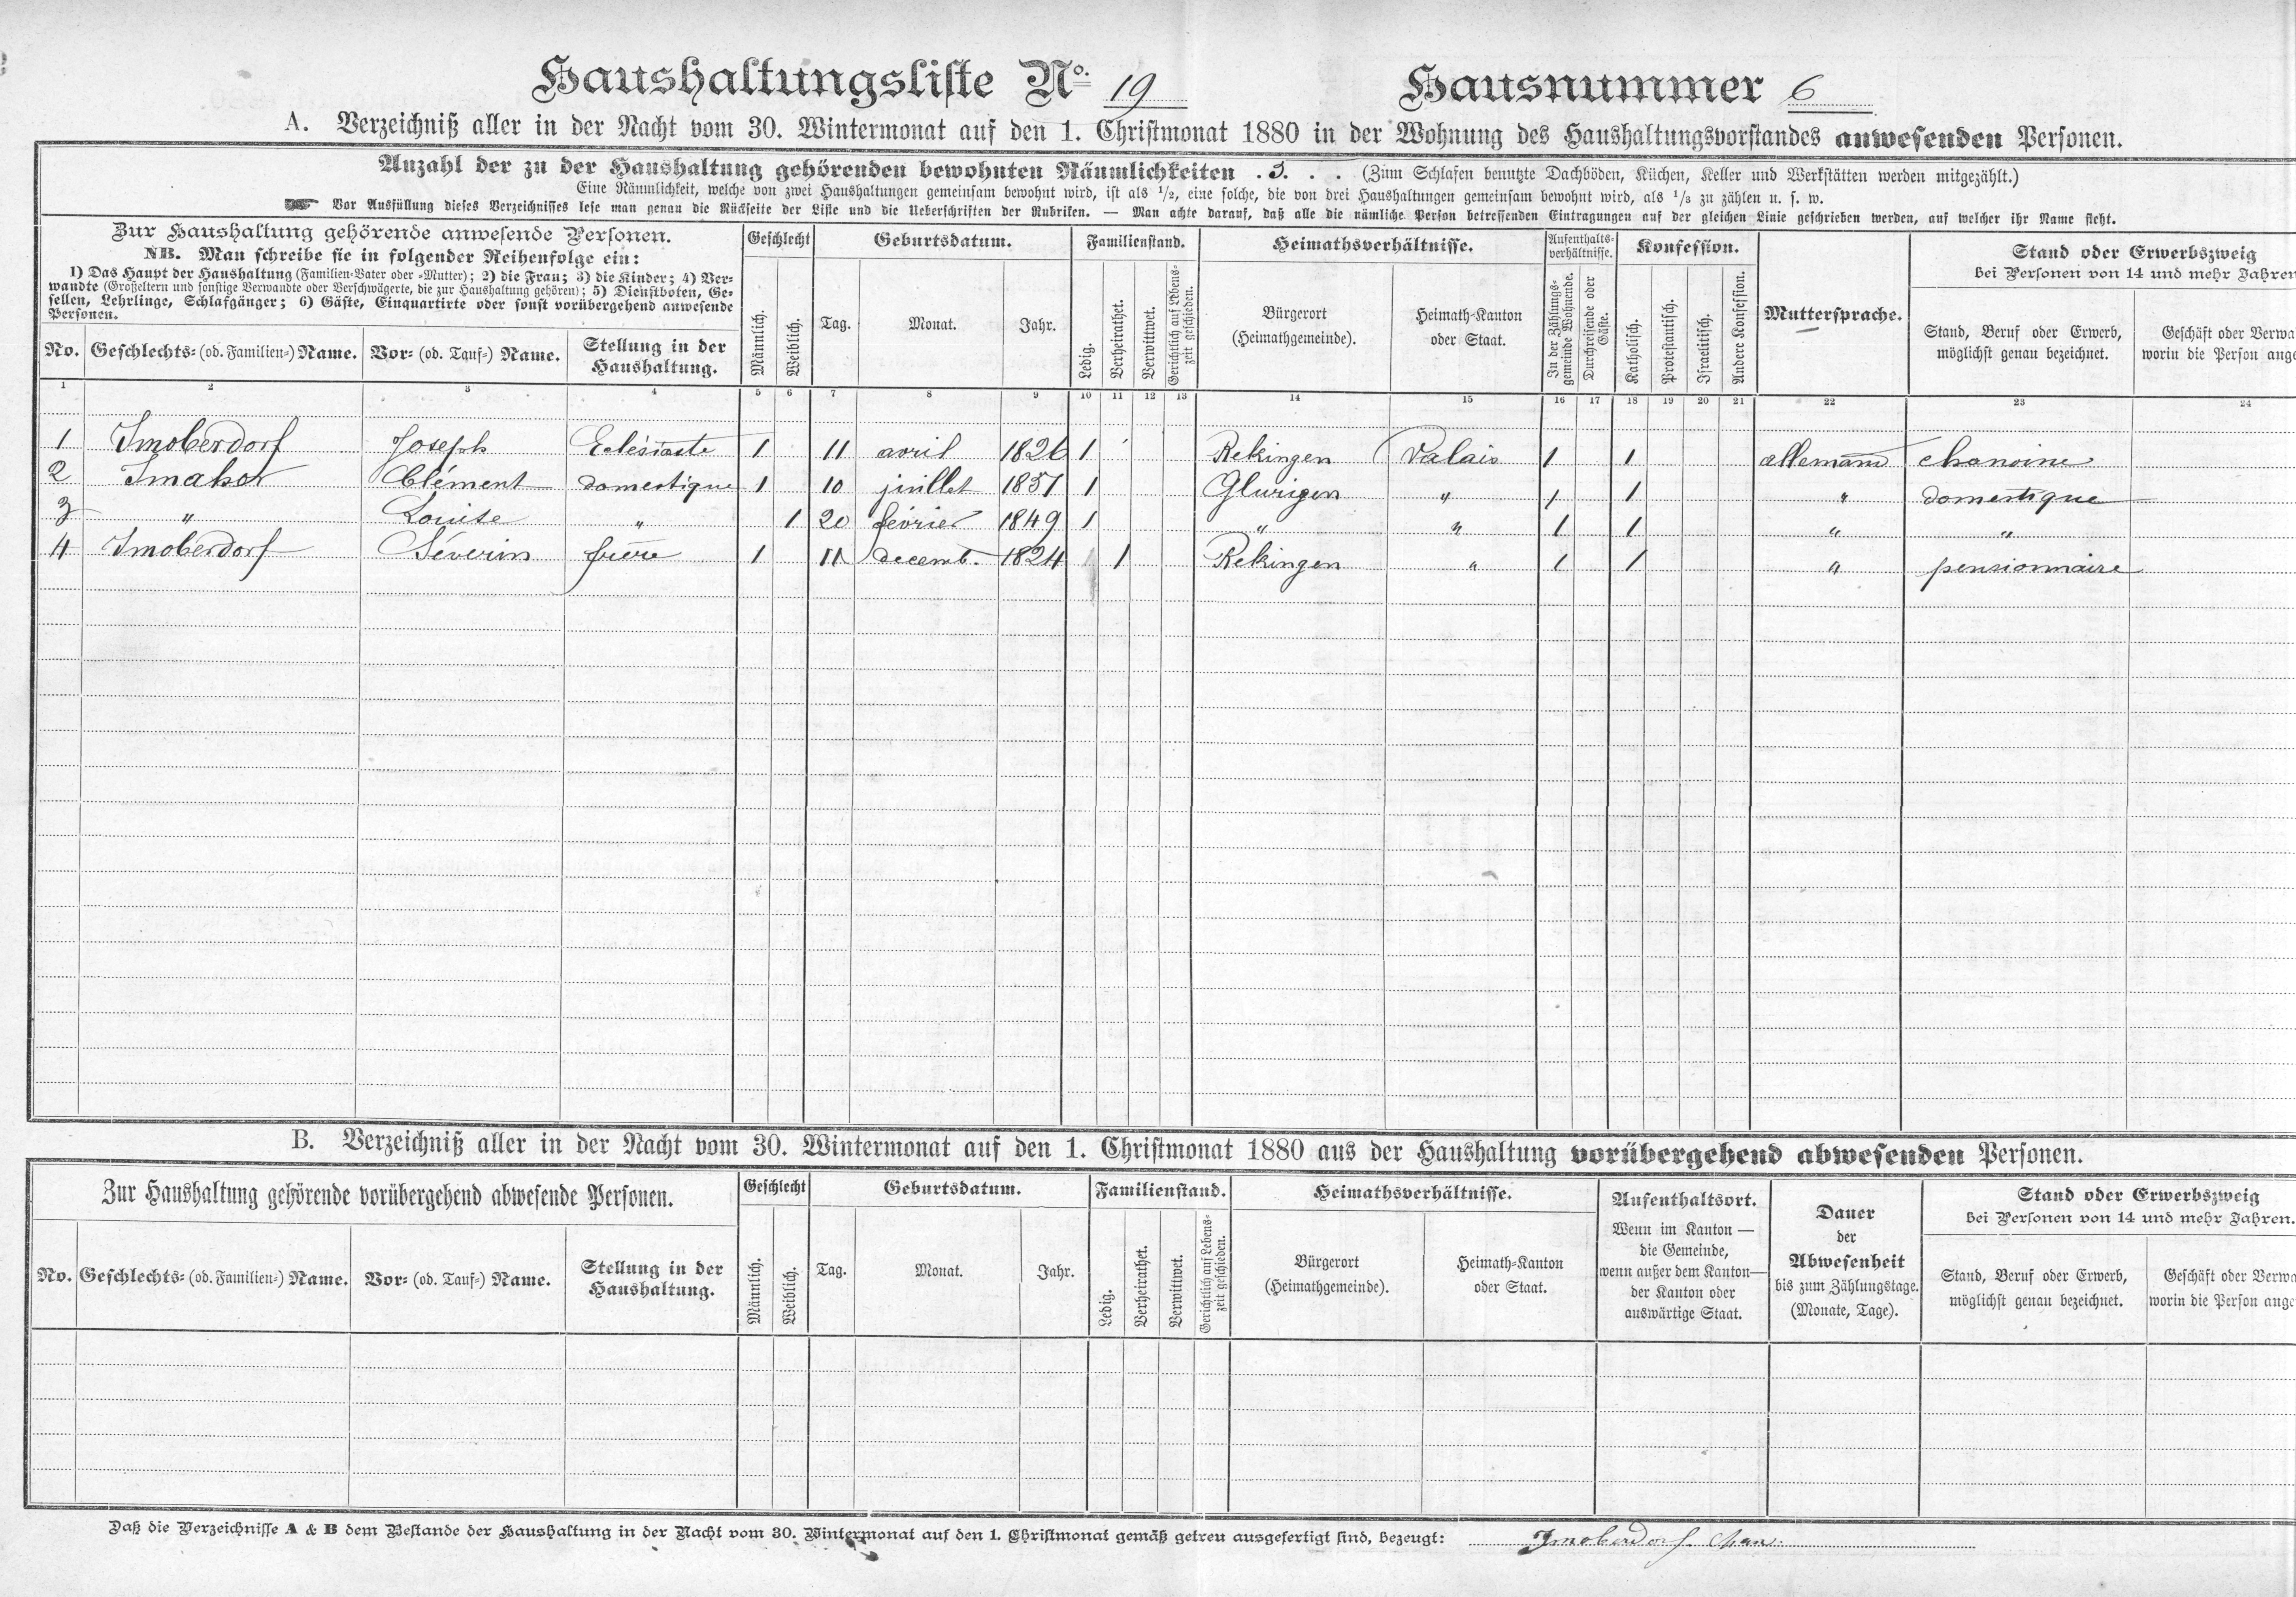 Haushaltungsliste No. 19 Hausnummer 6
A. Verzeichniß aller in der Nacht vom 30. Wintermonat auf den 1. Christmonat 1880 in der Wohnung des Haushaltungsvorstandes anwesenden Personen.
Anzahl der zu der Haushaltung gehörenden bewohnten Räumlichkeiten . 3. . . (Zum Schlafen benutzte Dachböden, Küchen, Keller und Werkstätten werden mitgezählt.)
Eine Räumlichkeit, welche von zwei Haushaltungen gemeinsam bewohnt wird, ist als 1/2, eine solche, die von drei Haushaltungen gemeinsam bewohnt wird, als 1/3 zu zählen u. s. w.
Vor Ausfüllung dieses Verzeichnisses lese man genau die Rückseite der Liste und die Ueberschriften der Rubriken. — Man achte darauf, daß alle die nämliche Person betreffenden Eintragungen auf der gleichen Linie geschrieben werden, auf welcher ihr Name steht.
Zur Haushaltung gehörende anwesende Personen.
NB. Man schreibe sie in folgender Reihenfolge ein:
1) Das Haupt der Haushaltung (Familien-Vater oder -Mutter); 2) die Frau; 3) die Kinder; 4) Ver-
wandte (Großeltern und sonstige Verwandte oder Verschwägerte, die zur Haushaltung gehören); 5) Dienstboten, Ge-
sellen, Lehrlinge, Schlafgänger; 6) Gäste, Einquartirte oder sonst vorübergehend anwesende
Personen.
No. Geschlechts- (od. Familien-) Name. Vor- (od. Tauf-) Name. Stellung in der
Haushaltung.
Geschlecht
Männlich. Weiblich.
Geburtsdatum.
Tag. Monat. Jahr.
Familienstand.
Ledig. Verheirathet. Verwittwet. Gerichtlich auf Lebens-
zeit geschieden.
Heimathsverhältnisse.
Bürgerort
(Heimathgemeinde).
Heimath-Kanton
oder Staat.
Aufenthalts-
verhältnisse.
In der Zählungs-
gemeinde Wohnende.
Durchreisende oder
Gäste.
Konfession.
Katholisch. Protestantisch. Israelitisch. Andere Konfession.
Muttersprache.
Stand oder Erwerbszweig
bei Personen von 14 und mehr Jahren
Stand, Beruf oder Erwerb,
möglichst genau bezeichnet.
Geschäft oder Verwa
worin die Person ange
1 2 3 4 5 6 7 8 9 10 11 12 13 14 15 16 17 18 19 20 21 22 23 24
1 Imoberdorf Joseph Eclésiaste 1 11 avril 1826 1 Rekingen Valais 1 1 allemand chanoine
2 Imahor Clément domestique 1 10 juillet 1857 1 Glurigen " 1 1 " domestique
3 " Louise " 1 20 février 1849 1 " " 1 1 " "
4 Imoberdorf Séverin frère 1 11 decemb. 1824 1 Rekingen " 1 1 " pensionnaire
B. Verzeichniß aller in der Nacht vom 30. Wintermonat auf den 1. Christmonat 1880 aus der Haushaltung vorübergehend abwesenden Personen.
Zur Haushaltung gehörende vorübergehend abwesende Personen.
No. Geschlechts- (od. Familien-) Name. Vor- (od. Tauf-) Name. Stellung in der
Haushaltung.
Geschlecht
Männlich. Weiblich.
Geburtsdatum.
Tag. Monat. Jahr.
Familienstand.
Ledig. Verheirathet. Verwittwet. Gerichtlich auf Lebens-
zeit geschieden.
Heimathsverhältnisse.
Bürgerort
(Heimathgemeinde).
Heimath-Kanton
oder Staat.
Aufenthaltsort.
Wenn im Kanton —
die Gemeinde,
wenn außer dem Kanton —
der Kanton oder
auswärtige Staat.
Dauer
der
Abwesenheit
bis zum Zählungstage.
(Monate, Tage).
Stand oder Erwerbszweig
bei Personen von 14 und mehr Jahren.
Stand, Beruf oder Erwerb,
möglichst genau bezeichnet.
Geschäft oder Verwa
worin die Person ange
Daß die Verzeichnisse A & B dem Bestande der Haushaltung in der Nacht vom 30. Wintermonat auf den 1. Christmonat gemäß getreu ausgefertigt sind, bezeugt: Imoberdorf. chan.